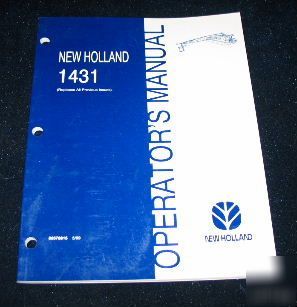 NEW HOLLAND
1431
(Replaces All Previous Issues)
OPERATOR'S MANUAL
NEW HOLLAND